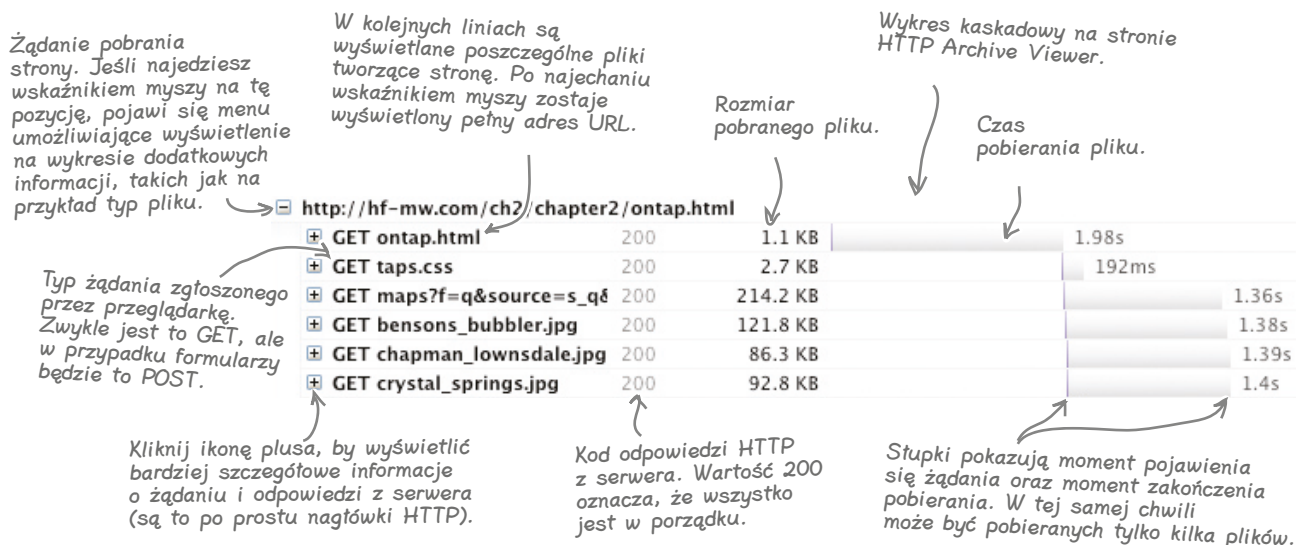 Żądanie pobrania
strony. Jeśli najedziesz
wskaźnikiem myszy na tę
pozycję, pojawi się menu
umożliwiające wyświetlenie
na wykresie dodatkowych
informacji, takich jak na
przykład typ pliku.
W kolejnych liniach są
wyświetlane poszczególne pliki
tworzące stronę. Po najechaniu
wskaźnikiem myszy zostaje
wyświetlony pełny adres URL.
Rozmiar
pobranego pliku.
Wykres kaskadowy na stronie
HTTP Archive Viewer.
Czas
pobierania pliku.
http://hf-mw.com/ch2/chapter2/ontap.html
GET ontap.html 200 1.1 KB 1.98s
GET taps.css 200 2.7 KB 192ms
GET maps?f=q&source=s_q& 200 214.2 KB 1.36s
GET bensons_bubbler.jpg 200 121.8 KB 1.38s
GET chapman_lownsdale.jpg 200 86.3 KB 1.39s
GET crystal_springs.jpg 200 92.8 KB 1.4s
Typ żądania zgłoszonego
przez przeglądarkę.
Zwykle jest to GET, ale
w przypadku formularzy
będzie to POST.
Kliknij ikonę plusa, by wyświetlić
bardziej szczegółowe informacje
o żądaniu i odpowiedzi z serwera
(są to po prostu nagłówki HTTP).
Kod odpowiedzi HTTP
z serwera. Wartość 200
oznacza, że wszystko
jest w porządku.
Słupki pokazują moment pojawienia
się żądania oraz moment zakończenia
pobierania. W tej samej chwili
może być pobieranych tylko kilka plików.